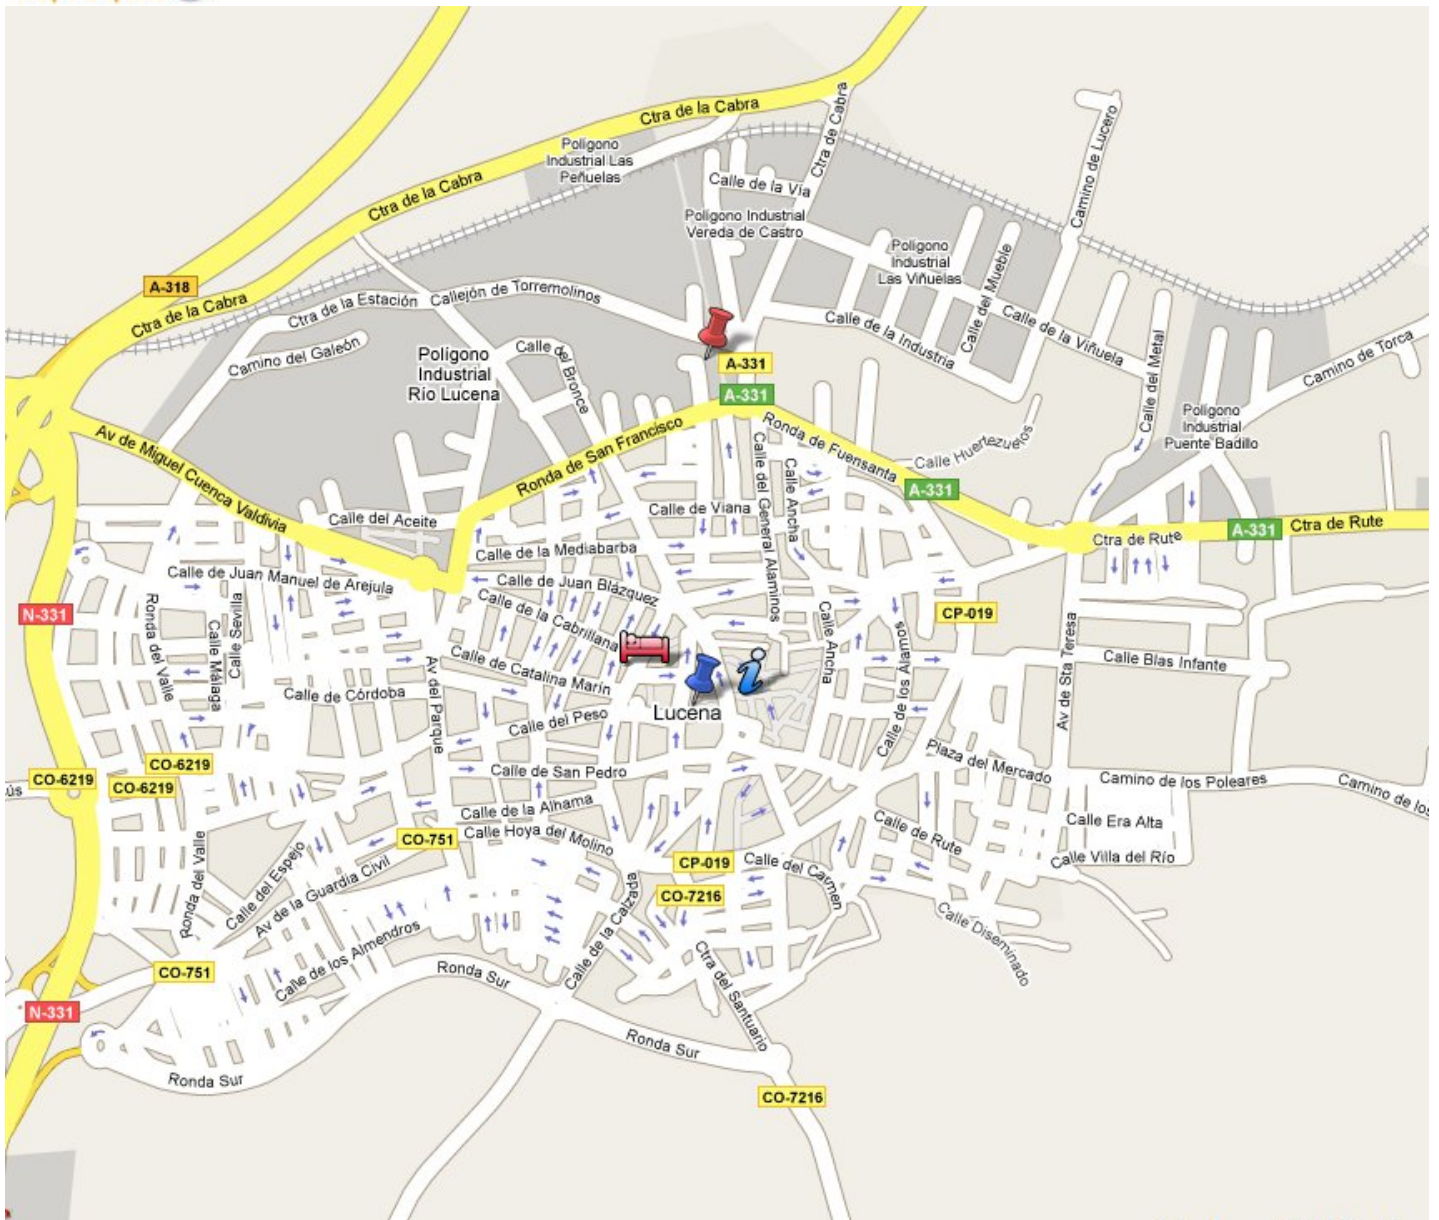 Ctra de la Cabra
Ctra de Cabra
Camino de Lucero
Polígono
Industrial Las
Peñuelas
Ctra de la Cabra
Calle de la Vía
Polígono Industrial
Vereda de Castro
Polígono
Industrial
Las Viñuelas
Calle del Mueble
A-318
Ctra de la Cabra
Ctra de la Estación
Callejón de Torremolinos
Calle de la Industria
Calle de la Viñuela
Calle del Metal
Camino de Torca
Camino del Galeón
Polígono
Industrial
Río Lucena
Calle del Bronce
A-331
A-331
Polígono
Industrial
Puente Badillo
Av de Miguel Cuenca Valdivia
Ronda de San Francisco
Ronda de Fuensanta
Calle Huertezuelos
Calle del General Alaminos
Calle Ancha
A-331
Calle del Aceite
Calle de Viana
Ctra de Rute
A-331
Ctra de Rute
Calle de la Mediabarba
Calle de Juan Manuel de Arejula
Calle de Juan Blázquez
N-331
Ronda del Valle
Calle Málaga
Calle Sevilla
Calle de la Cabrillana
Calle Ancha
Calle de los Alamos
CP-019
Av de Sta Teresa
Calle Blas Infante
Av del Parque
Calle de Catalina Marín
Calle de Córdoba
Calle del Peso
Lucena
CO-6219
CO-6219
CO-6219
Calle de San Pedro
Plaza del Mercado
Camino de los Poleares
Camino de los
ús
Calle de la Alhama
Calle Era Alta
CO-751
Calle Hoya del Molino
Calle de Rute
Calle Villa del Río
Ronda del Valle
Calle del Espejo
Av de la Guardia Civil
CP-019
Calle del Carmen
CO-7216
Calle de la Calzada
Calle Diseminado
Calle de los Almendros
CO-751
Ronda Sur
Ctra del Santuario
N-331
Ronda Sur
Ronda Sur
CO-7216